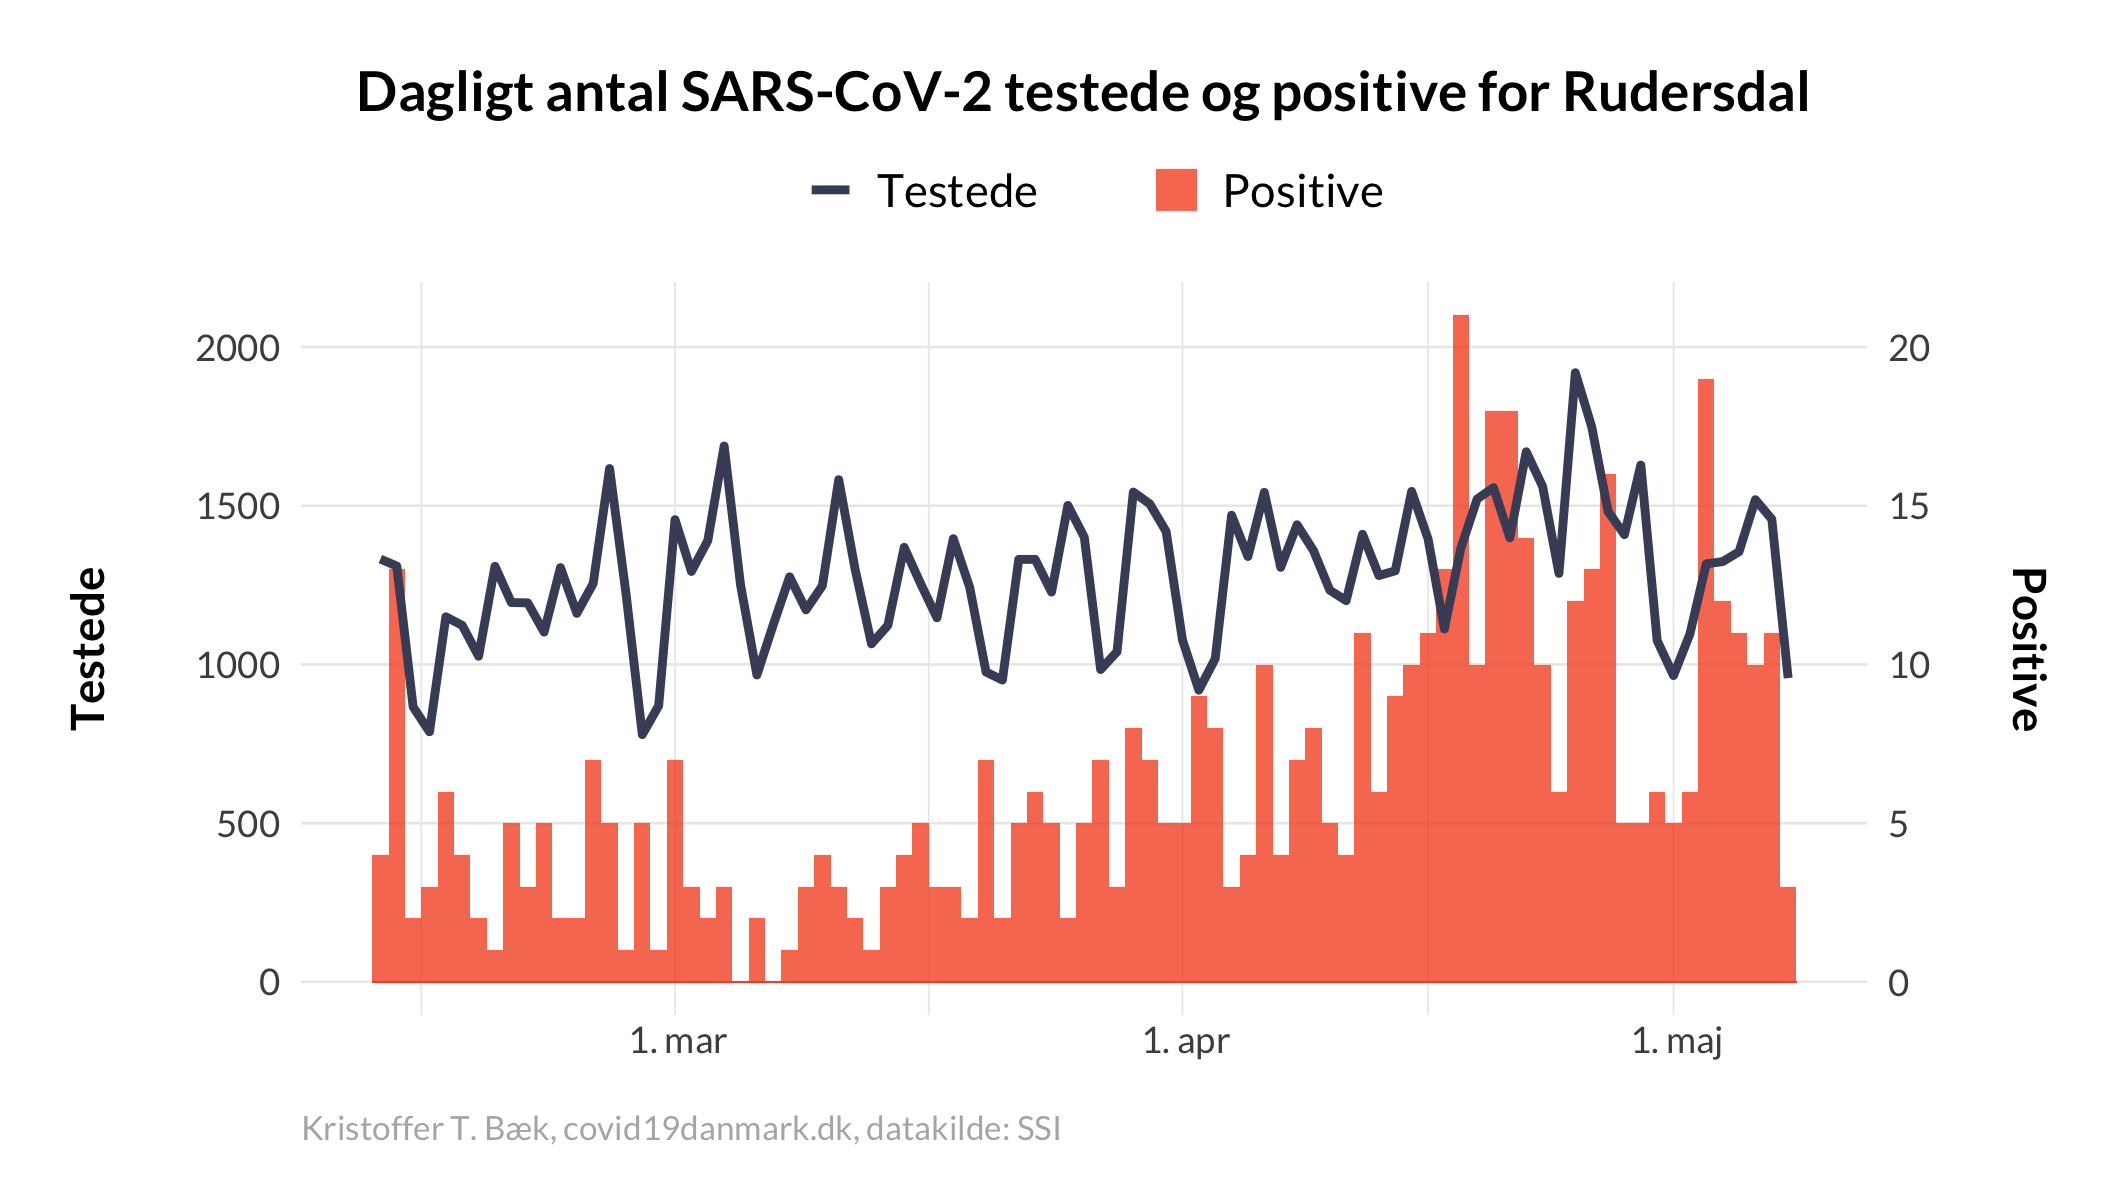 Dagligt antal SARS-CoV-2 testede og positive for Rudersdal
Testede
Positive
2000
1500
1000
500
0
Testede
20
15
10
5
0
Positive
1. mar
1. apr
1. maj
Kristoffer T. Bæk, covid19danmark.dk, datakilde: SSI